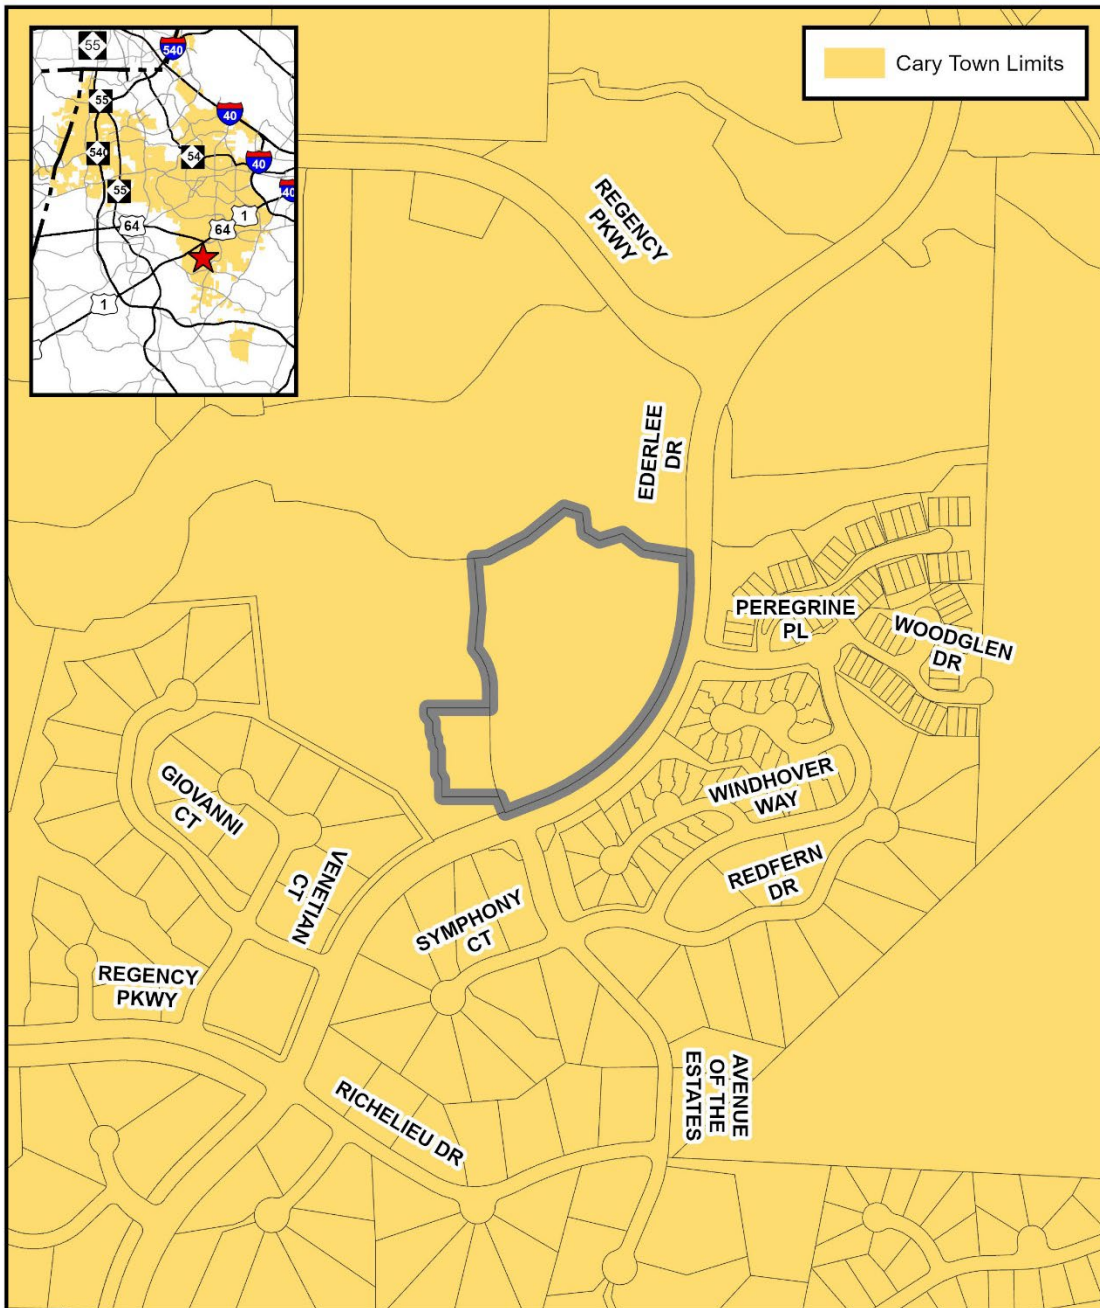 55
540
55
40
540
54
40
40
55
1
64
64
1
Cary Town Limits
REGENCY
PKWY
EDERLEE
DR
PEREGRINE
PL
WOODGLEN
DR
GIOVANNI
CT
WINDHOVER
WAY
VENETIAN
CT
REDFERN
DR
SYMPHONY
CT
REGENCY
PKWY
AVENUE
OF THE
ESTATES
RICHELIEU DR